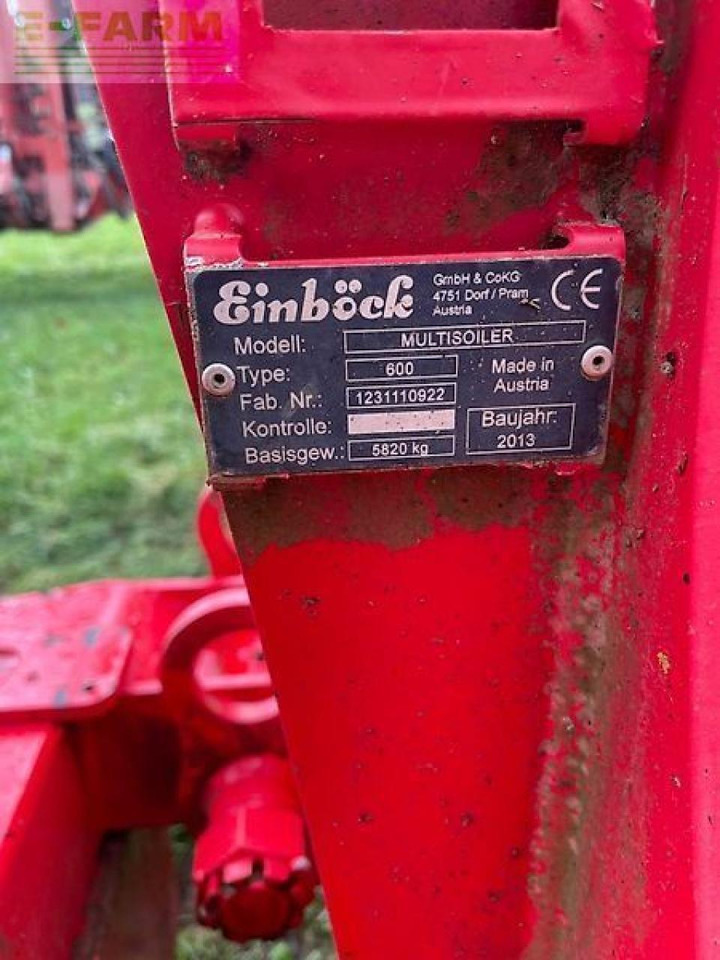 E-FARM
Einböck
GmbH & CoKG
4751 Dorf / Pram
Austria
CE
Modell: MULTISOILER
Type: 600
Made in
Austria
Fab. Nr.: 1231110922
Kontrolle:
Baujahr:
2013
Basisgew.: 5820 kg